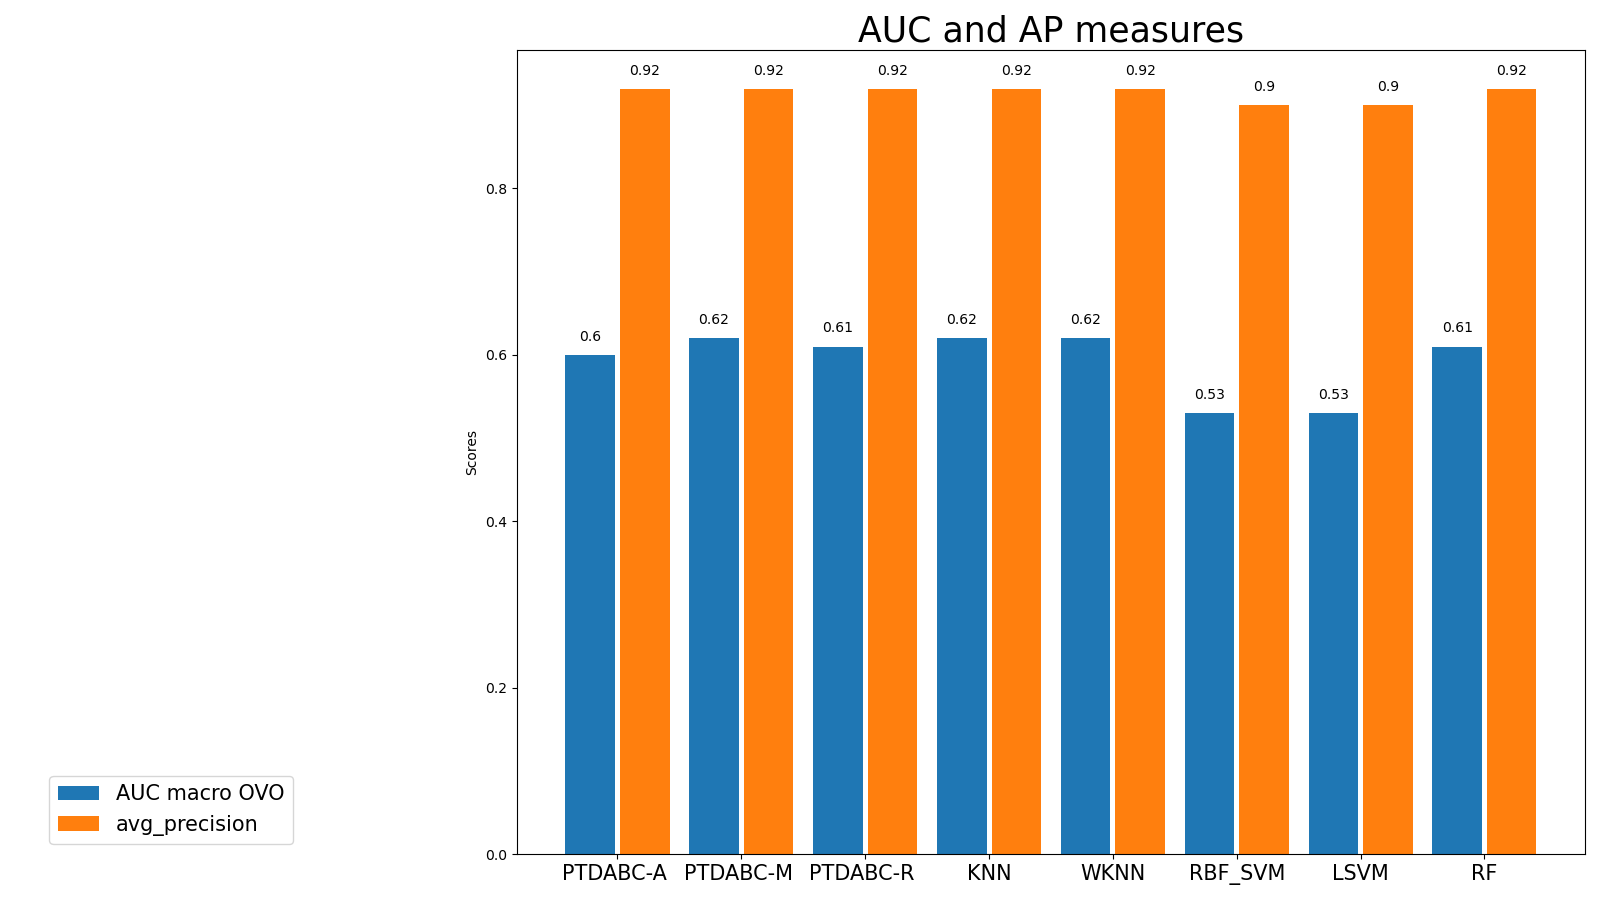 AUC and AP measures
0.92 0.92 0.92 0.92 0.92 0.9 0.9 0.92
0.8
0.6 0.62 0.61 0.62 0.62 0.53 0.53 0.61
0.6
Scores
0.4
0.2
0.0
PTDABC-A PTDABC-M PTDABC-R KNN WKNN RBF_SVM LSVM RF
AUC macro OVO
avg_precision